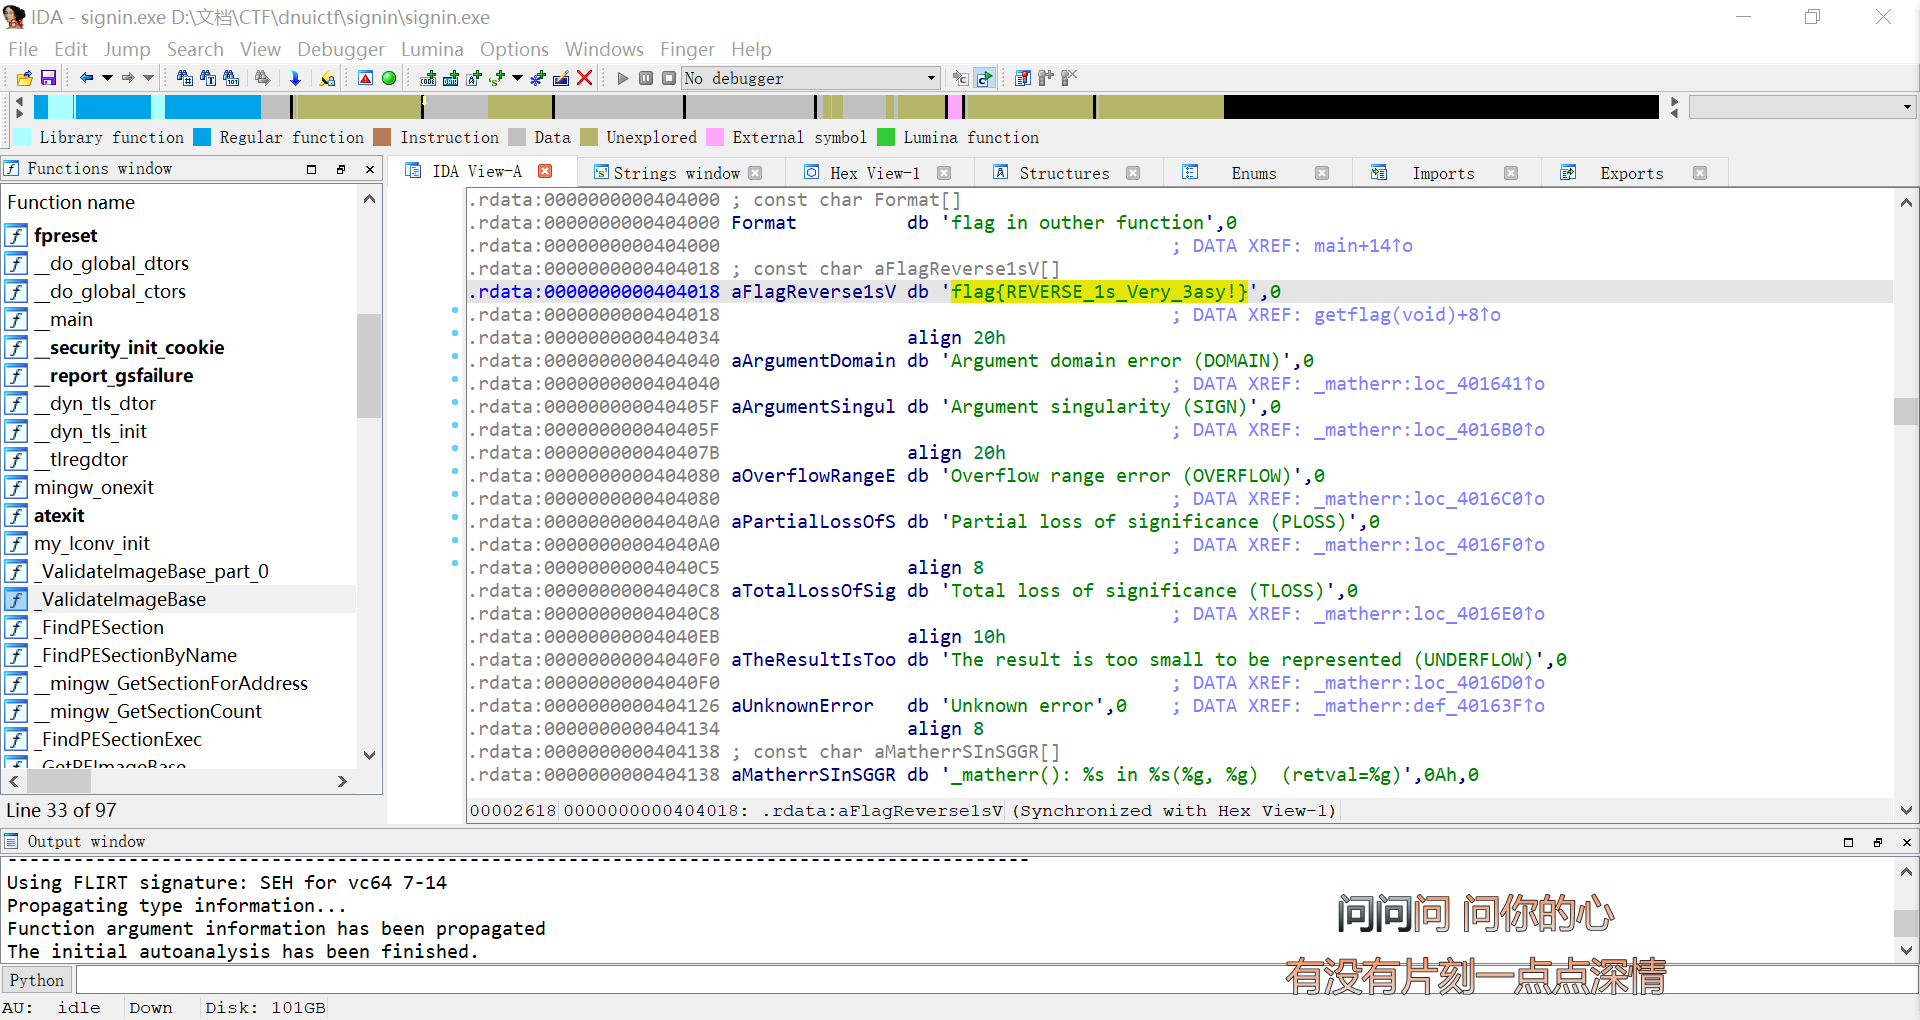 IDA - signin.exe D:\文档\CTF\dnuictf\signin\signin.exe
File Edit Jump Search View Debugger Lumina Options Windows Finger Help
No debugger
Library function Regular function Instruction Data Unexplored External symbol Lumina function
Functions window
Function name
fpreset
__do_global_dtors
__do_global_ctors
__main
__security_init_cookie
__report_gsfailure
__dyn_tls_dtor
__dyn_tls_init
__tlregdtor
mingw_onexit
atexit
my_lconv_init
_ValidateImageBase_part_0
_ValidateImageBase
_FindPESection
_FindPESectionByName
__mingw_GetSectionForAddress
__mingw_GetSectionCount
_FindPESectionExec
_GetPEImageBase
Line 33 of 97
IDA View-A Strings window Hex View-1 Structures Enums Imports Exports
.rdata:0000000000404000 ; const char Format[]
.rdata:0000000000404000 Format db 'flag in outher function',0
.rdata:0000000000404000 ; DATA XREF: main+14↑o
.rdata:0000000000404018 ; const char aFlagReverse1sV[]
.rdata:0000000000404018 aFlagReverse1sV db 'flag{REVERSE_1s_Very_3asy!}',0
.rdata:0000000000404018 ; DATA XREF: getflag(void)+8↑o
.rdata:0000000000404034 align 20h
.rdata:0000000000404040 aArgumentDomain db 'Argument domain error (DOMAIN)',0
.rdata:0000000000404040 ; DATA XREF: _matherr:loc_401641↑o
.rdata:000000000040405F aArgumentSingul db 'Argument singularity (SIGN)',0
.rdata:000000000040405F ; DATA XREF: _matherr:loc_4016B0↑o
.rdata:000000000040407B align 20h
.rdata:0000000000404080 aOverflowRangeE db 'Overflow range error (OVERFLOW)',0
.rdata:0000000000404080 ; DATA XREF: _matherr:loc_4016C0↑o
.rdata:00000000004040A0 aPartialLossOfS db 'Partial loss of significance (PLOSS)',0
.rdata:00000000004040A0 ; DATA XREF: _matherr:loc_4016F0↑o
.rdata:00000000004040C5 align 8
.rdata:00000000004040C8 aTotalLossOfSig db 'Total loss of significance (TLOSS)',0
.rdata:00000000004040C8 ; DATA XREF: _matherr:loc_4016E0↑o
.rdata:00000000004040EB align 10h
.rdata:00000000004040F0 aTheResultIsToo db 'The result is too small to be represented (UNDERFLOW)',0
.rdata:00000000004040F0 ; DATA XREF: _matherr:loc_4016D0↑o
.rdata:0000000000404126 aUnknownError db 'Unknown error',0 ; DATA XREF: _matherr:def_40163F↑o
.rdata:0000000000404134 align 8
.rdata:0000000000404138 ; const char aMatherrSInSGGR[]
.rdata:0000000000404138 aMatherrSInSGGR db '_matherr(): %s in %s(%g, %g)  (retval=%g)',0Ah,0
00002618 0000000000404018: .rdata:aFlagReverse1sV (Synchronized with Hex View-1)
Output window
Using FLIRT signature: SEH for vc64 7-14
Propagating type information...
Function argument information has been propagated
The initial autoanalysis has been finished.
问问问 问你的心
有没有片刻一点点深情
Python
AU: idle Down Disk: 101GB